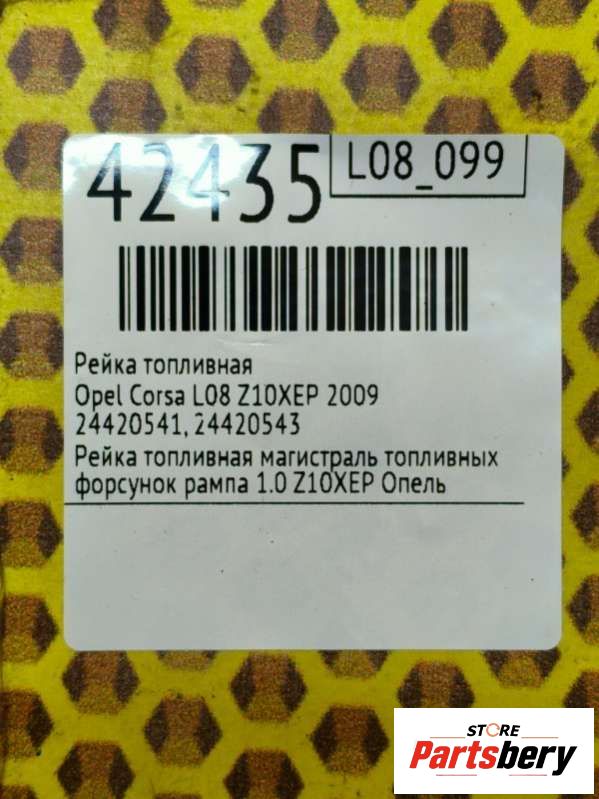 42435
L08_099
Рейка топливная
Opel Corsa L08 Z10XEP 2009
24420541, 24420543
Рейка топливная магистраль топливных
форсунок рампа 1.0 Z10XEP Опель
STORE
Partsbery